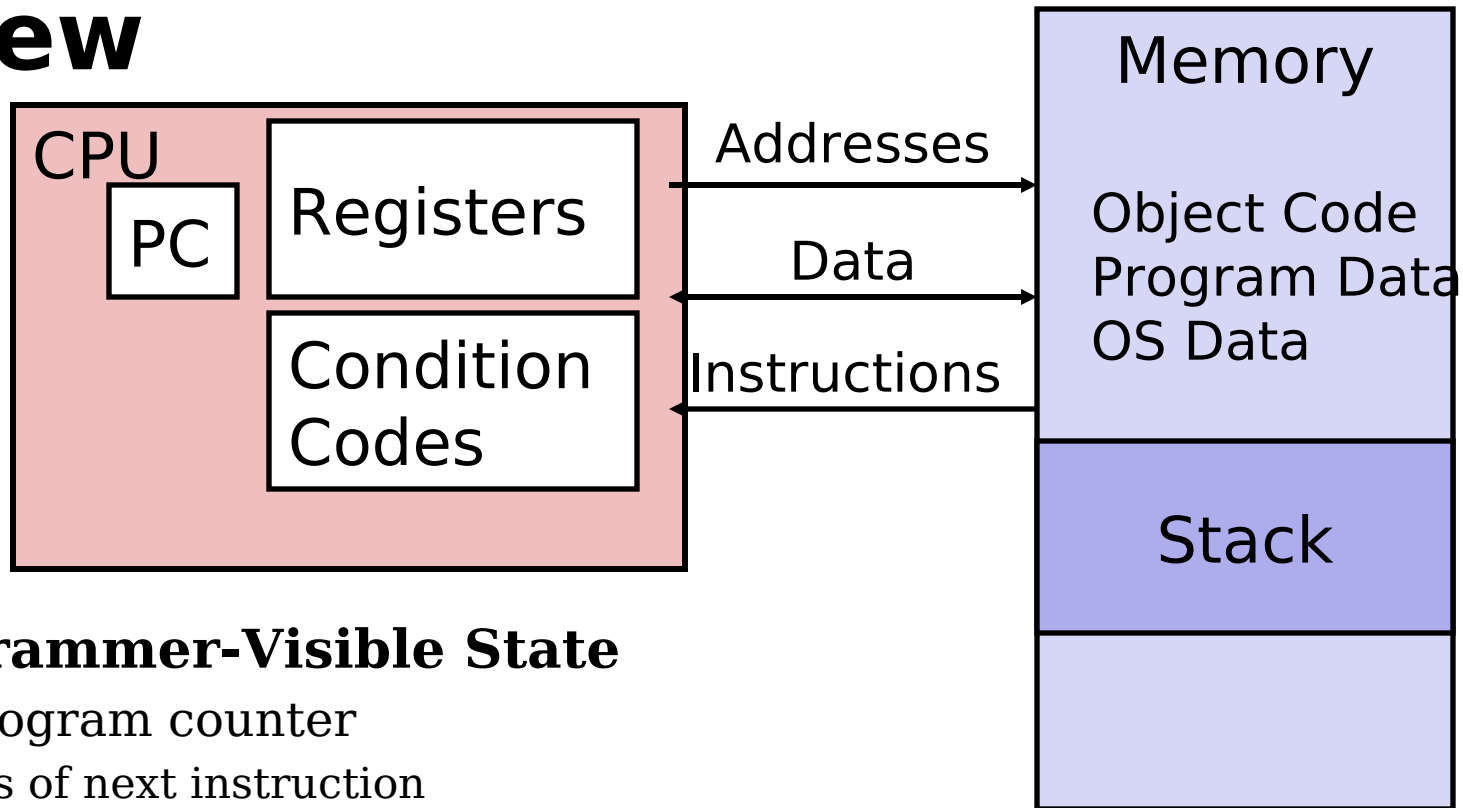 ew
CPU
PC
Registers
Condition
Codes
Addresses
Data
Instructions
Memory
Object Code
Program Data
OS Data
Stack
rammer-Visible State
ogram counter
s of next instruction